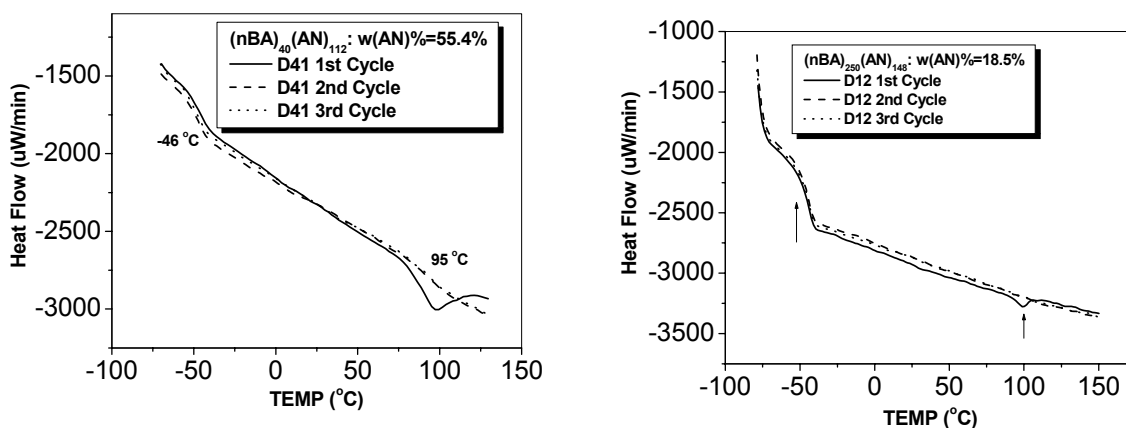 (nBA)40(AN)112: w(AN)%=55.4%
D41 1st Cycle
D41 2nd Cycle
D41 3rd Cycle
-1500
-2000
-2500
-3000
Heat Flow (uW/min)
-46 °C
95 °C
-100
-50
0
50
100
150
TEMP (°C)
(nBA)250(AN)148: w(AN)%=18.5%
D12 1st Cycle
D12 2nd Cycle
D12 3rd Cycle
-1000
-1500
-2000
-2500
-3000
-3500
Heat Flow (uW/min)
-100
-50
0
50
100
150
TEMP (°C)